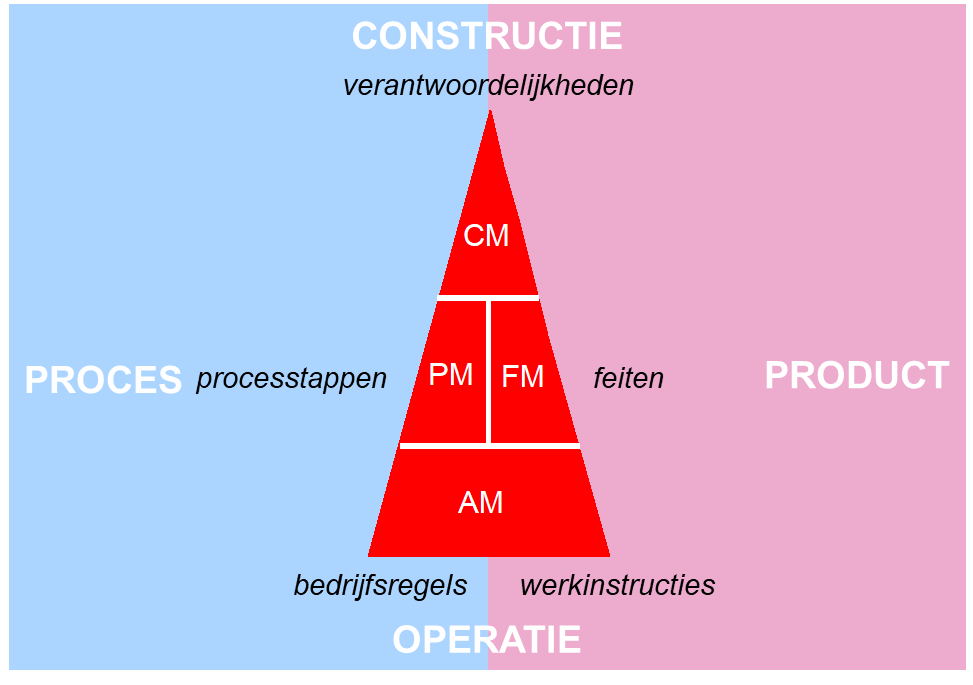 CONSTRUCTIE
verantwoordelijkheden
CM
PROCES processtappen PM FM feiten PRODUCT
AM
bedrijfsregels werkinstructies
OPERATIE